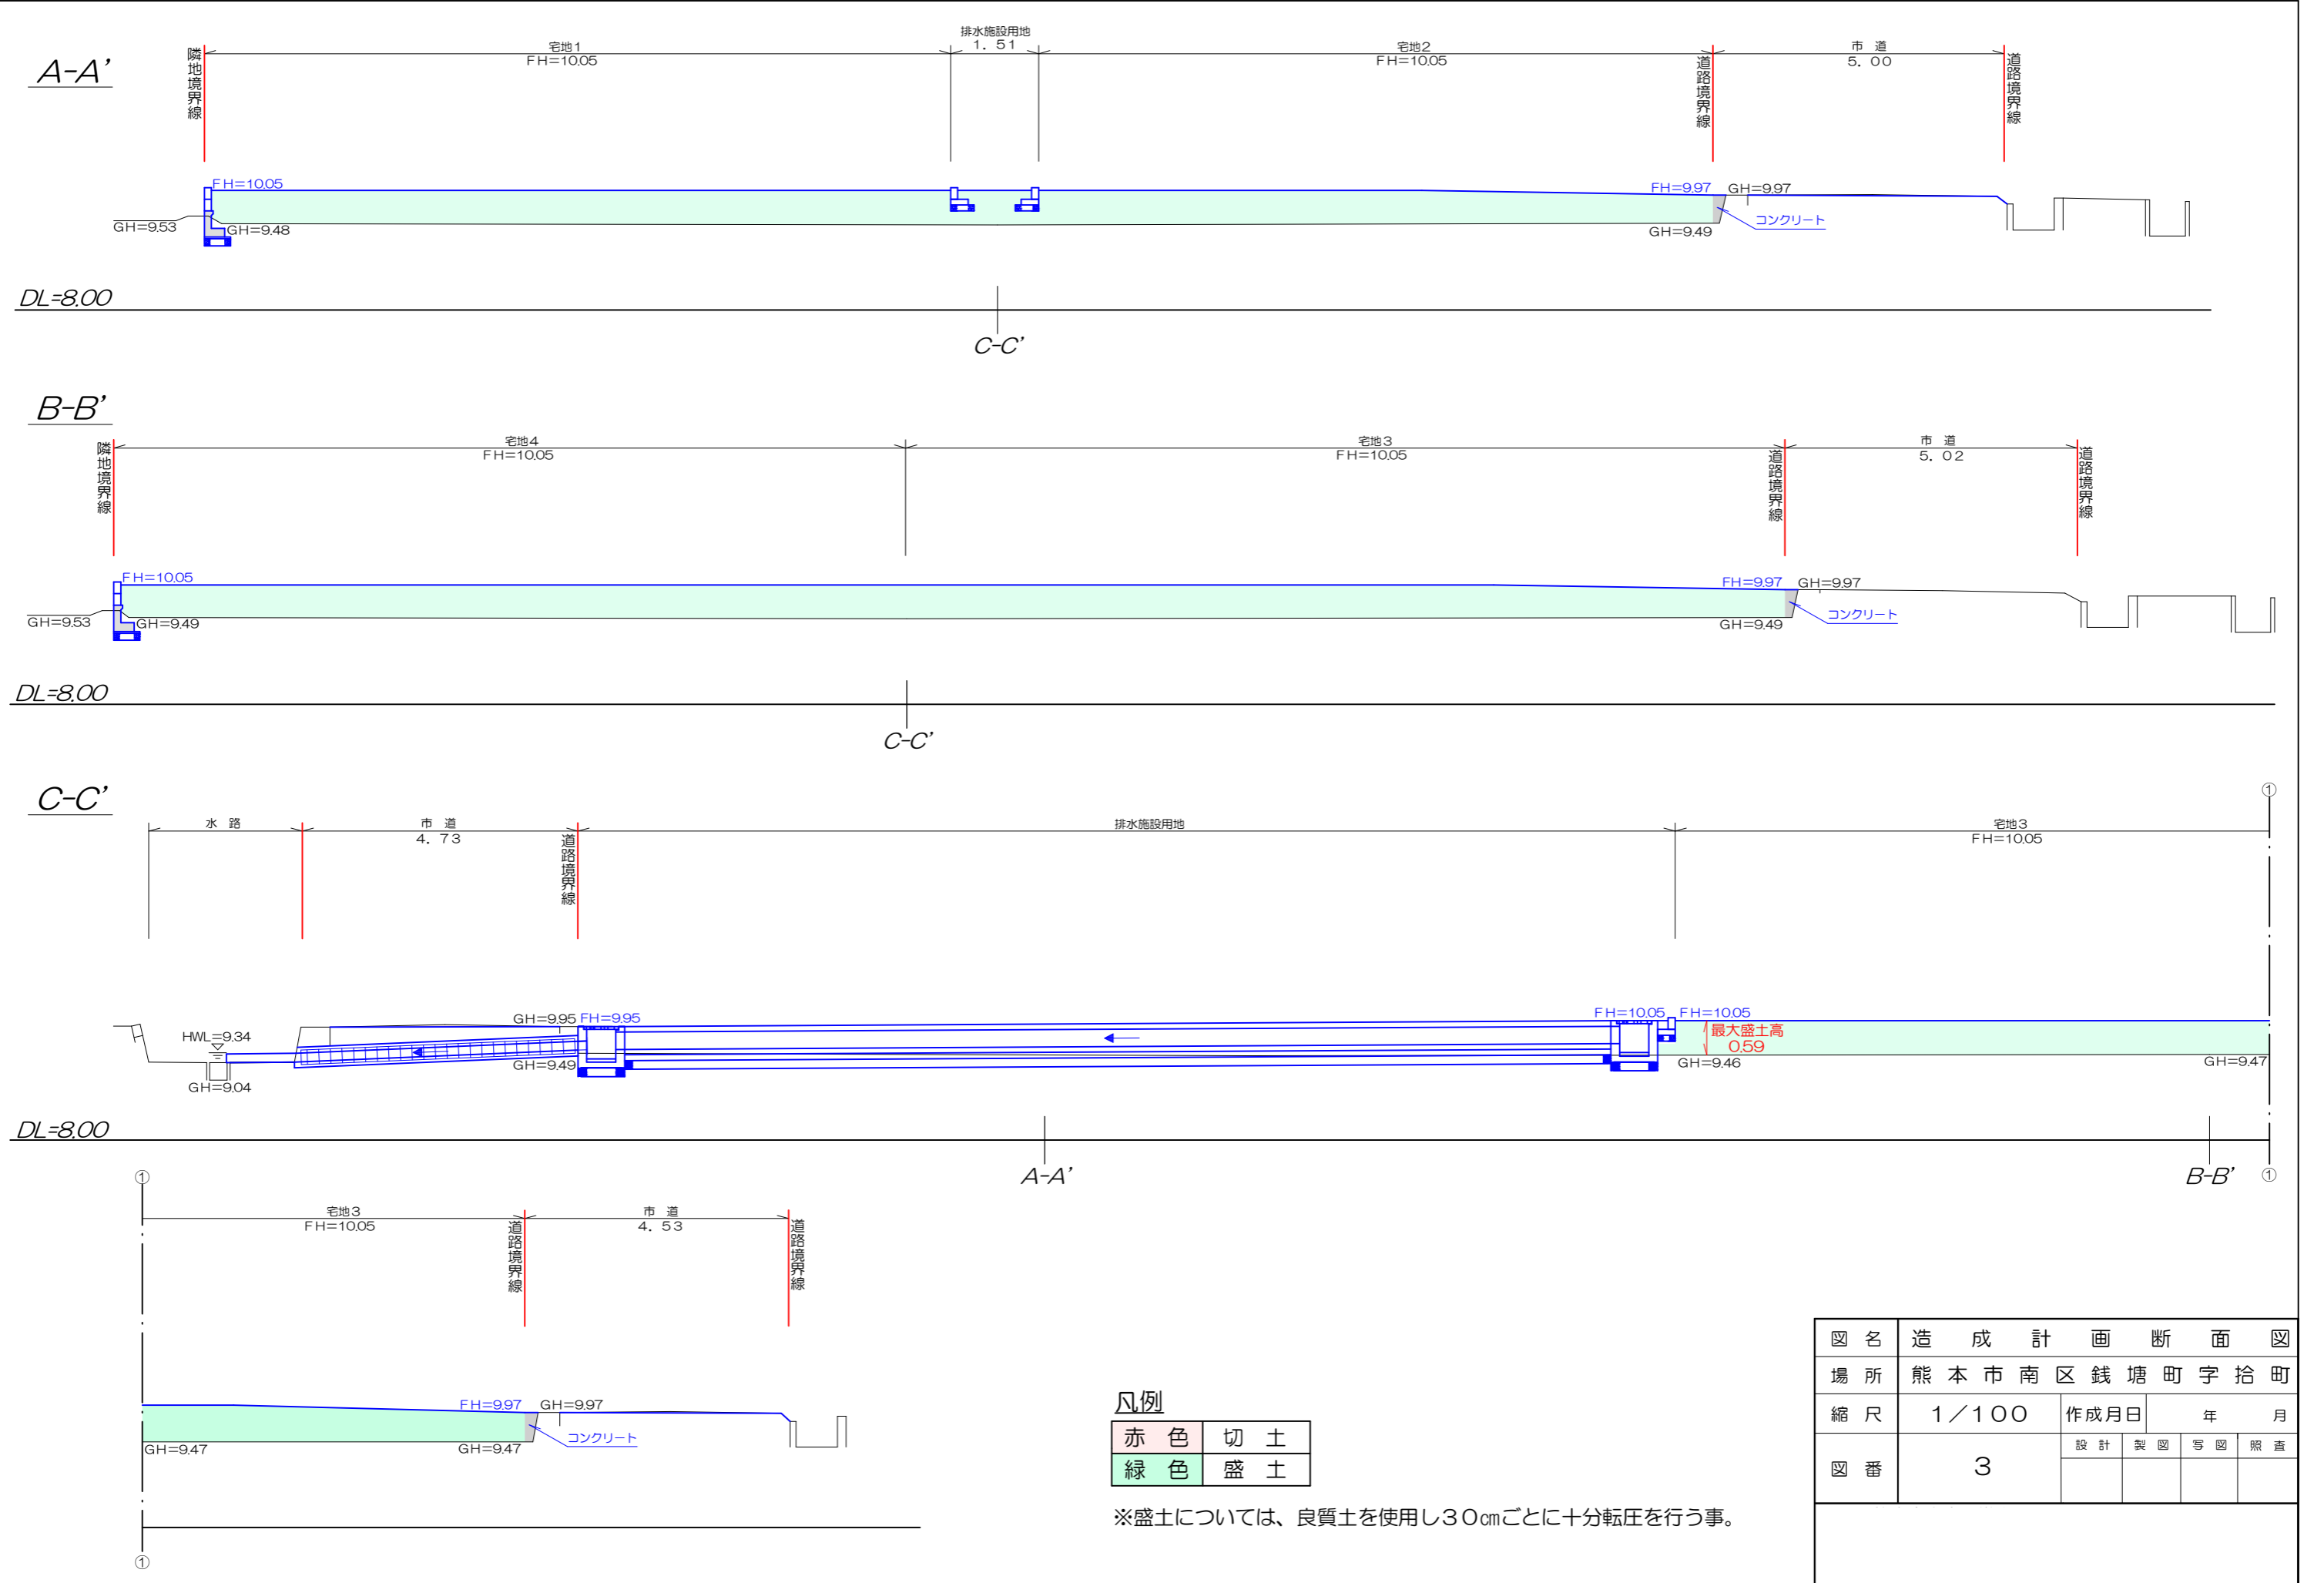 A-A’
隣地境界線
宅地1
FH=10.05
排水施設用地
1.51
宅地2
FH=10.05
道路境界線
市 道
5.00
道路境界線
FH=10.05
GH=9.53
GH=9.48
FH=9.97
GH=9.97
コンクリート
GH=9.49
DL=8.00
C-C’
B-B’
隣地境界線
宅地4
FH=10.05
宅地3
FH=10.05
道路境界線
市 道
5.02
道路境界線
FH=10.05
GH=9.53
GH=9.49
FH=9.97
GH=9.97
コンクリート
GH=9.49
DL=8.00
C-C’
C-C’
①
水 路
市 道
4.73
道路境界線
排水施設用地
宅地3
FH=10.05
HWL=9.34
GH=9.04
GH=9.95
FH=9.95
GH=9.49
FH=10.05
FH=10.05
最大盛土高
0.59
GH=9.46
GH=9.47
DL=8.00
A-A’
B-B’
①
①
宅地3
FH=10.05
道路境界線
市 道
4.53
道路境界線
FH=9.97
GH=9.97
コンクリート
GH=9.47
GH=9.47
①
凡例
赤 色 切 土
緑 色 盛 土
※盛土については、良質土を使用し30㎝ごとに十分転圧を行う事。
図 名 造 成 計 画 断 面 図
場 所 熊 本 市 南 区 銭 塘 町 字 拾 町
縮 尺 1/100 作成月日 年 月
図 番 3 設 計 製 図 写 図 照 査